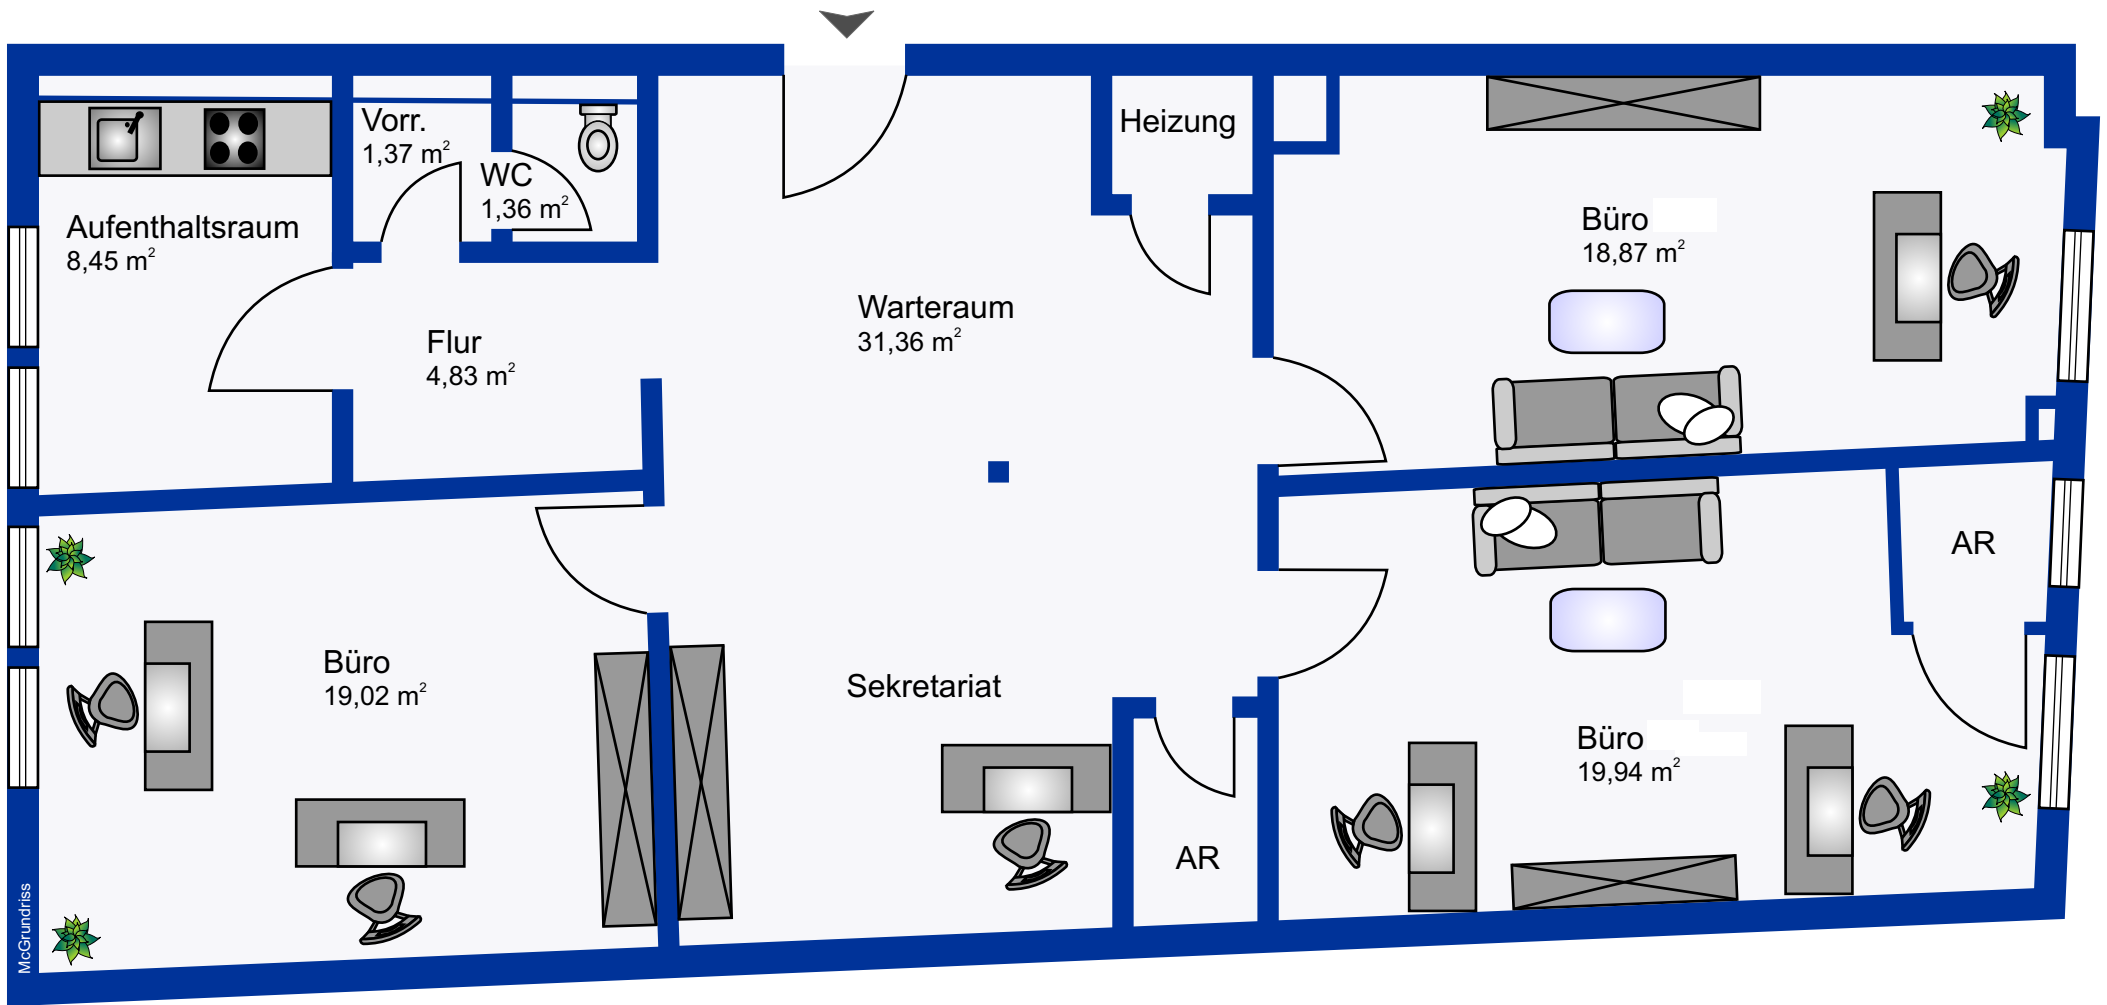 Vorr.
1,37 m²
Heizung
WC
1,36 m²
Aufenthaltsraum
8,45 m²
Büro
18,87 m²
Warteraum
31,36 m²
Flur
4,83 m²
AR
Büro
19,02 m²
Sekretariat
Büro
19,94 m²
AR
McGrundriss